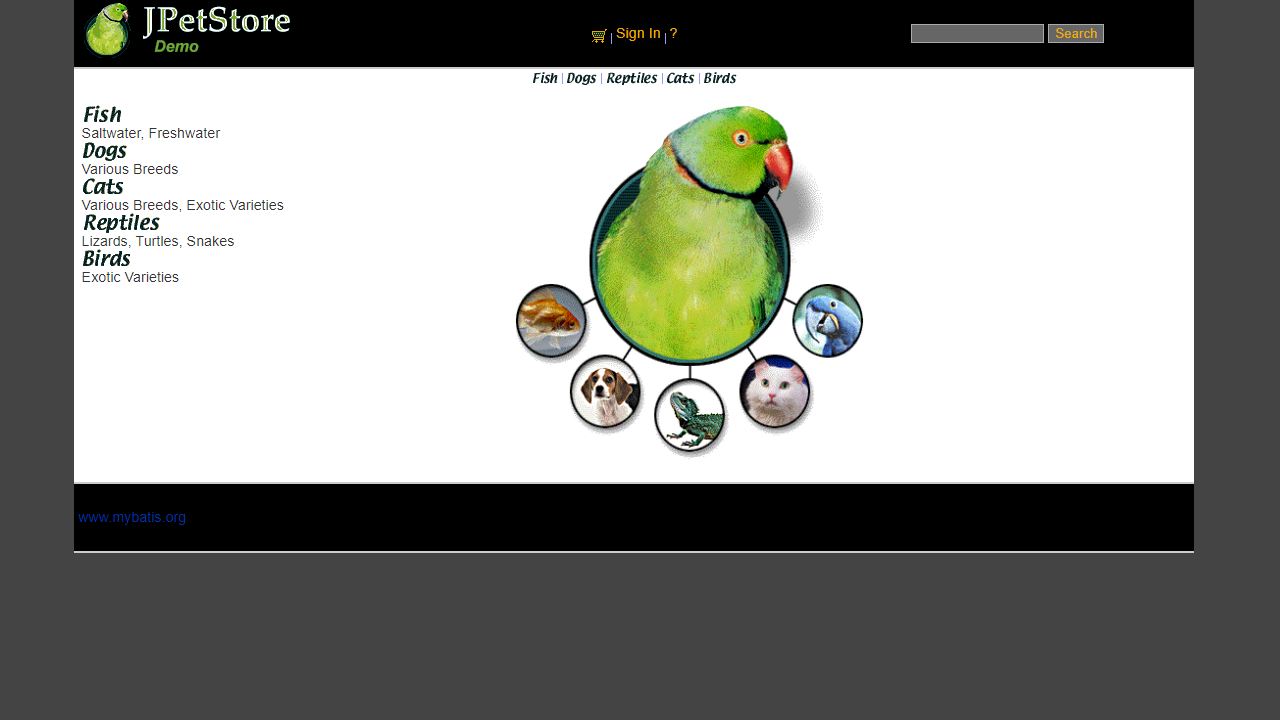 JPetStore
Demo
Sign In ?
Search
Fish Dogs Reptiles Cats Birds
Fish
Saltwater, Freshwater
Dogs
Various Breeds
Cats
Various Breeds, Exotic Varieties
Reptiles
Lizards, Turtles, Snakes
Birds
Exotic Varieties
www.mybatis.org